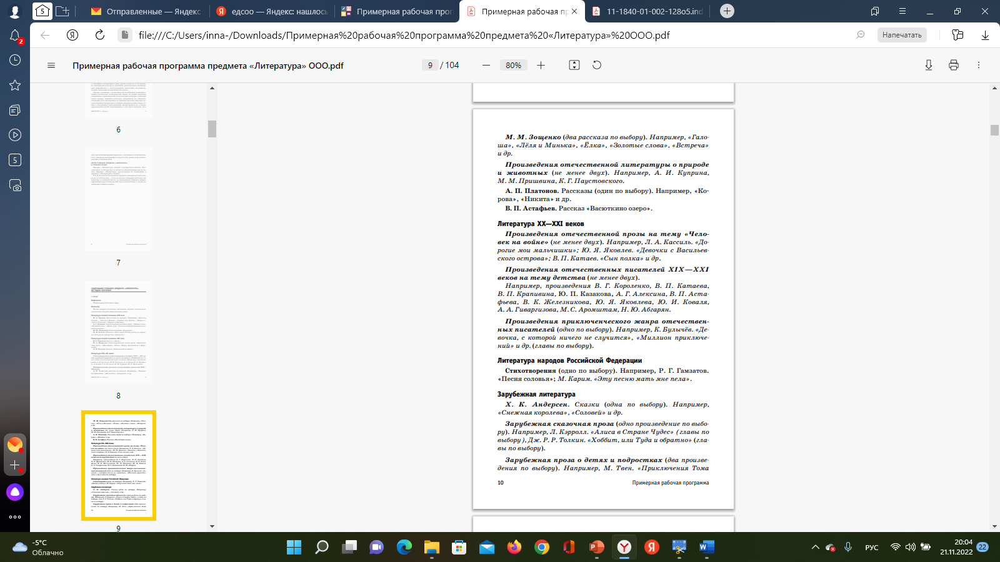 5
Отправленные — Яндекс
едсоо — Яндекс: нашлось
Примерная рабочая прог
Примерная рабочая пр
11-1840-01-002-128o5.ind
2
file:///C:/Users/inna-/Downloads/Примерная%20рабочая%20программа%20предмета%20«Литература»%20ООО.pdf
Напечатать
Примерная рабочая программа предмета «Литература» ООО.pdf
9 / 104
80%
5
6
7
8
9
М. М. Зощенко (два рассказа по выбору). Например, «Гало-
ша», «Лёля и Минька», «Ёлка», «Золотые слова», «Встреча»
и др.
Произведения отечественной литературы о природе
и животных (не менее двух). Например, А. И. Куприна,
М. М. Пришвина, К. Г. Паустовского.
А. П. Платонов. Рассказы (один по выбору). Например, «Ко-
рова», «Никита» и др.
В. П. Астафьев. Рассказ «Васюткино озеро».
Литература XX—XXI веков
Произведения отечественной прозы на тему «Чело-
век на войне» (не менее двух). Например, Л. А. Кассиль. «До-
рогие мои мальчишки»; Ю. Я. Яковлев. «Девочки с Васильев-
ского острова»; В. П. Катаев. «Сын полка» и др.
Произведения отечественных писателей XIX—XXI
веков на тему детства (не менее двух).
Например, произведения В. Г. Короленко, В. П. Катаева,
В. П. Крапивина, Ю. П. Казакова, А. Г. Алексина, В. П. Аста-
фьева, В. К. Железникова, Ю. Я. Яковлева, Ю. И. Коваля,
А. А. Гиваргизова, М. С. Аромштам, Н. Ю. Абгарян.
Произведения приключенческого жанра отечествен-
ных писателей (одно по выбору). Например, К. Булычёв. «Де-
вочка, с которой ничего не случится», «Миллион приключе-
ний» и др. (главы по выбору).
Литература народов Российской Федерации
Стихотворения (одно по выбору). Например, Р. Г. Гамзатов.
«Песня соловья»; М. Карим. «Эту песню мать мне пела».
Зарубежная литература
Х. К. Андерсен. Сказки (одна по выбору). Например,
«Снежная королева», «Соловей» и др.
Зарубежная сказочная проза (одно произведение по выбо-
ру). Например, Л. Кэрролл. «Алиса в Стране Чудес» (главы по
выбору), Дж. Р. Р. Толкин. «Хоббит, или Туда и обратно» (гла-
вы по выбору).
Зарубежная проза о детях и подростках (два произве-
дения по выбору). Например, М. Твен. «Приключения Тома
10
Примерная рабочая программа
-5°C
Облачно
РУС
20:04
21.11.2022
22